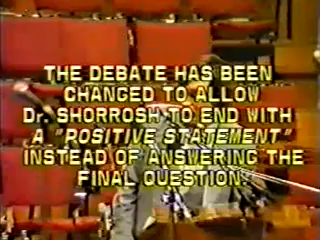 THE DEBATE HAS BEEN
CHANGED TO ALLOW
Dr. SHORROSH TO END WITH
A "POSITIVE STATEMENT"
INSTEAD OF ANSWERING THE
FINAL QUESTION.